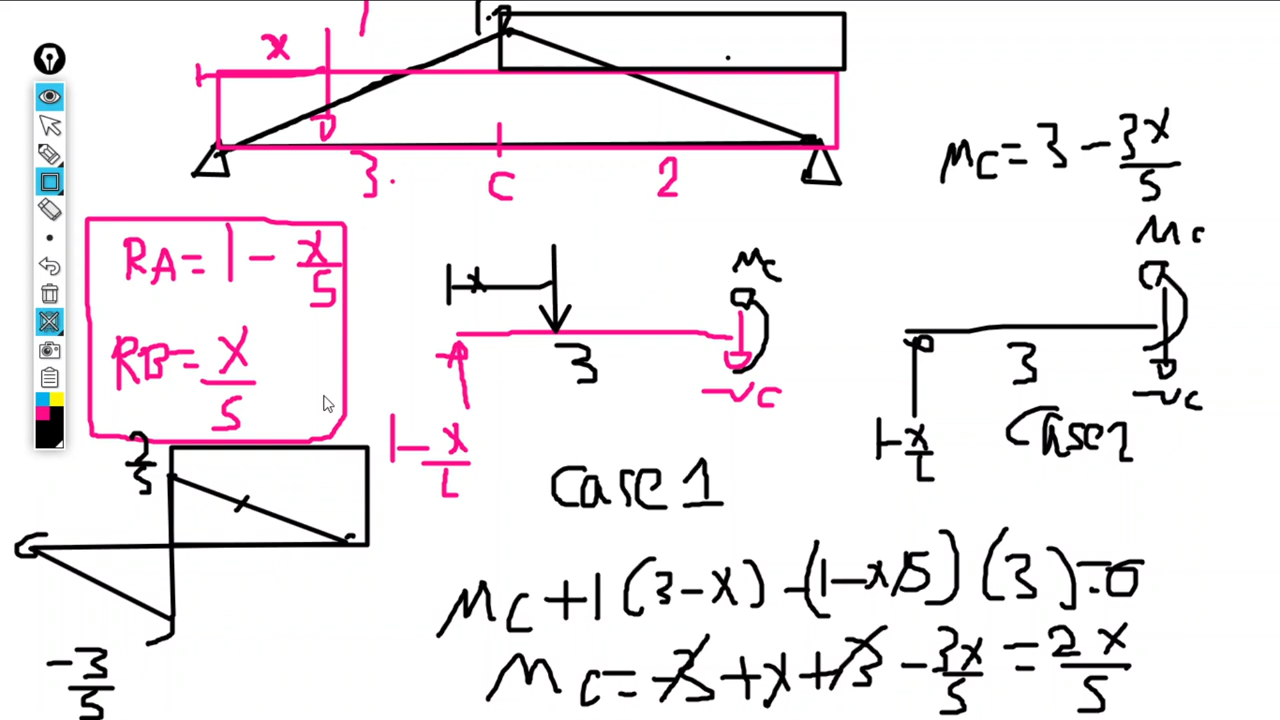 x
3.
C
2
MC = 3 - 3x/5
RA = 1 - x/5
RB = x/5
x
MC
3
-VC
1 - x/L
Case 1
MC
3
-VC
1 - x/L
Case 2
2/5
-3/5
MC + 1 (3 - x) - (1 - x/5) (3) = 0
MC = -3 + x + 3 - 3x/5 = 2x/5